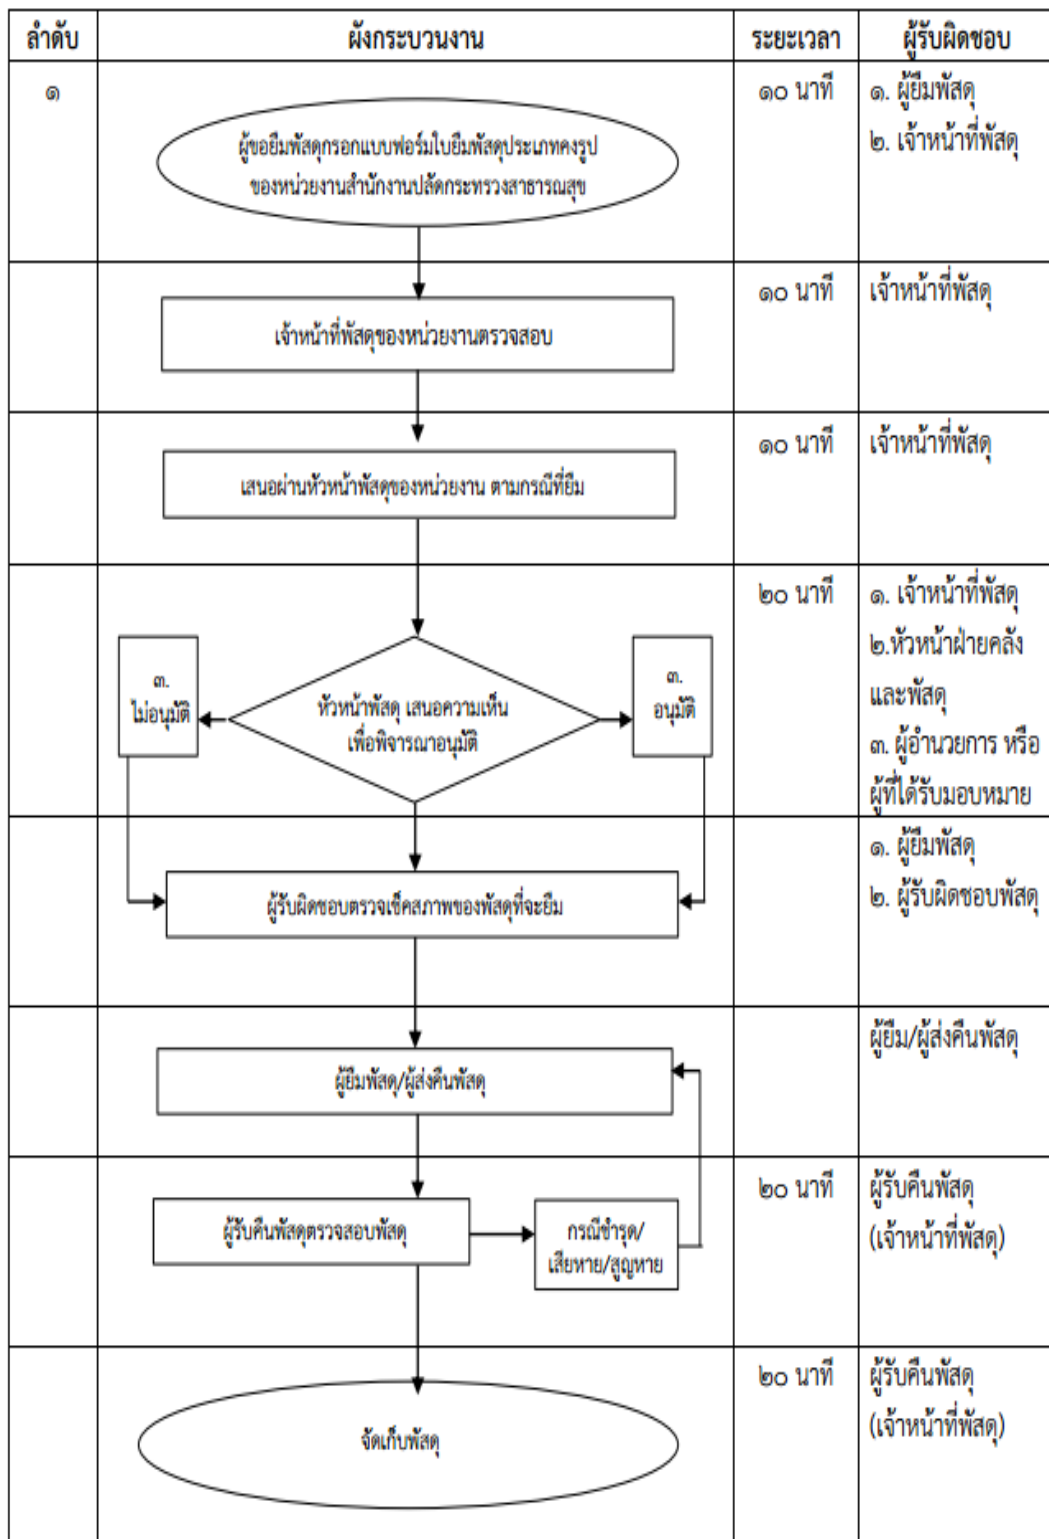 ลำดับ
ผังกระบวนงาน
ระยะเวลา
ผู้รับผิดชอบ
๑
ผู้ขอยืมพัสดุกรอกแบบฟอร์มใบยืมพัสดุประเภทคงรูป
ของหน่วยงานสำนักงานปลัดกระทรวงสาธารณสุข
๑๐ นาที
๑. ผู้ยืมพัสดุ
๒. เจ้าหน้าที่พัสดุ
เจ้าหน้าที่พัสดุของหน่วยงานตรวจสอบ
๑๐ นาที
เจ้าหน้าที่พัสดุ
เสนอผ่านหัวหน้าพัสดุของหน่วยงาน ตามกรณีที่ยืม
๑๐ นาที
เจ้าหน้าที่พัสดุ
๓.
ไม่อนุมัติ
หัวหน้าพัสดุ เสนอความเห็น
เพื่อพิจารณาอนุมัติ
๓.
อนุมัติ
๒๐ นาที
๑. เจ้าหน้าที่พัสดุ
๒.หัวหน้าฝ่ายคลัง
และพัสดุ
๓. ผู้อำนวยการ หรือ
ผู้ที่ได้รับมอบหมาย
ผู้รับผิดชอบตรวจเช็คสภาพของพัสดุที่จะยืม
๑. ผู้ยืมพัสดุ
๒. ผู้รับผิดชอบพัสดุ
ผู้ยืมพัสดุ/ผู้ส่งคืนพัสดุ
ผู้ยืม/ผู้ส่งคืนพัสดุ
ผู้รับคืนพัสดุตรวจสอบพัสดุ
กรณีชำรุด/
เสียหาย/สูญหาย
๒๐ นาที
ผู้รับคืนพัสดุ
(เจ้าหน้าที่พัสดุ)
จัดเก็บพัสดุ
๒๐ นาที
ผู้รับคืนพัสดุ
(เจ้าหน้าที่พัสดุ)